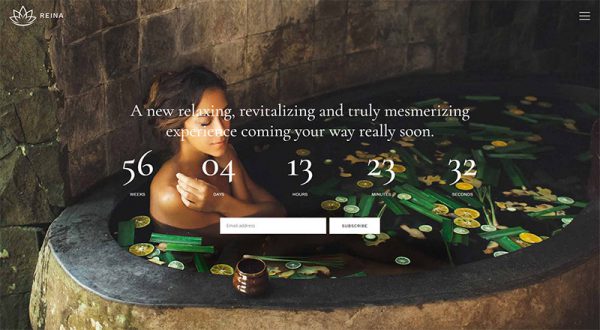 REINA
A new relaxing, revitalizing and truly mesmerizing
experience coming your way really soon.
56 04 13 23 32
WEEKS DAYS HOURS MINUTES SECONDS
Email address SUBSCRIBE